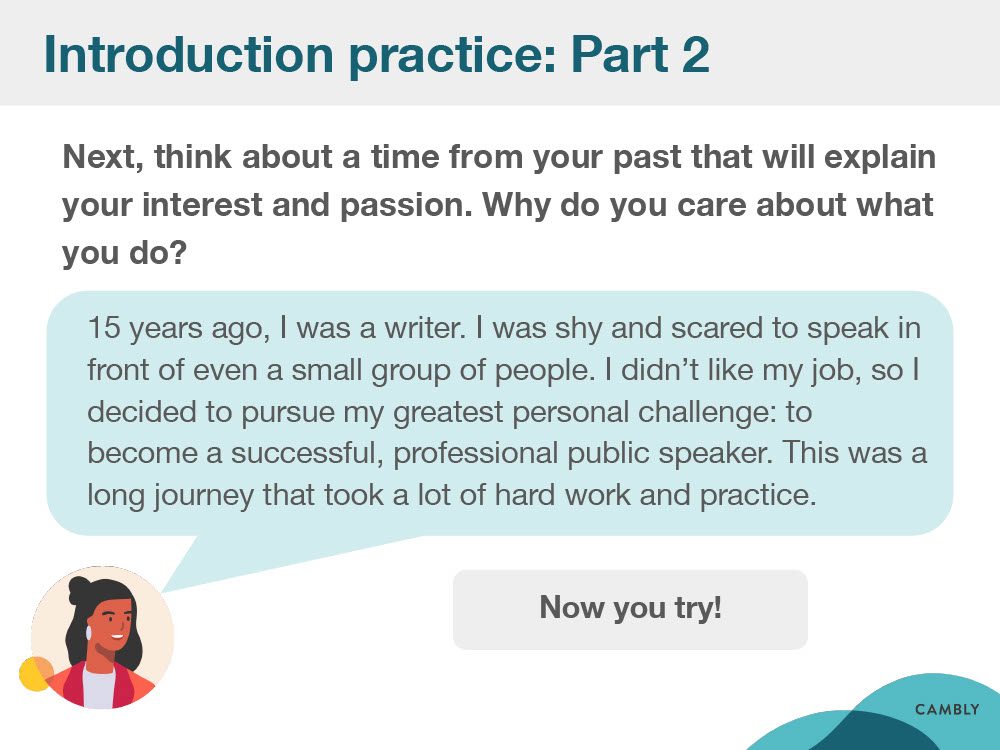 Introduction practice: Part 2
Next, think about a time from your past that will explain
your interest and passion. Why do you care about what
you do?
15 years ago, I was a writer. I was shy and scared to speak in
front of even a small group of people. I didn’t like my job, so I
decided to pursue my greatest personal challenge: to
become a successful, professional public speaker. This was a
long journey that took a lot of hard work and practice.
Now you try!
CAMBLY